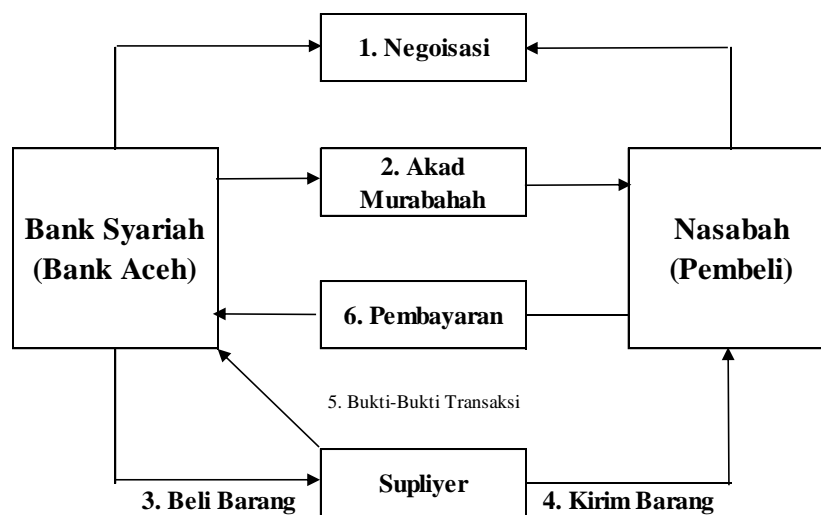 1. Negoisasi
2. Akad
Murabahah
Bank Syariah
(Bank Aceh)
Nasabah
(Pembeli)
6. Pembayaran
5. Bukti-Bukti Transaksi
Supliyer
3. Beli Barang
4. Kirim Barang